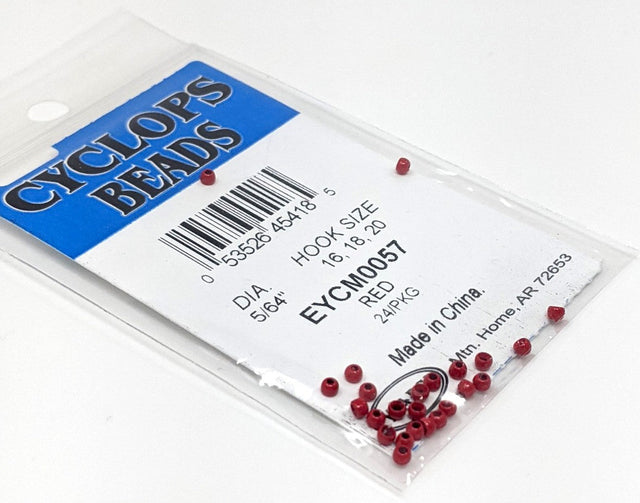 CYCLOPS
BEADS
0 53526 45418 5
DIA. HOOK SIZE
5/64" 16, 18, 20
EYCM0057
RED
24/PKG
Made in China.
Mtn. Home, AR 72653